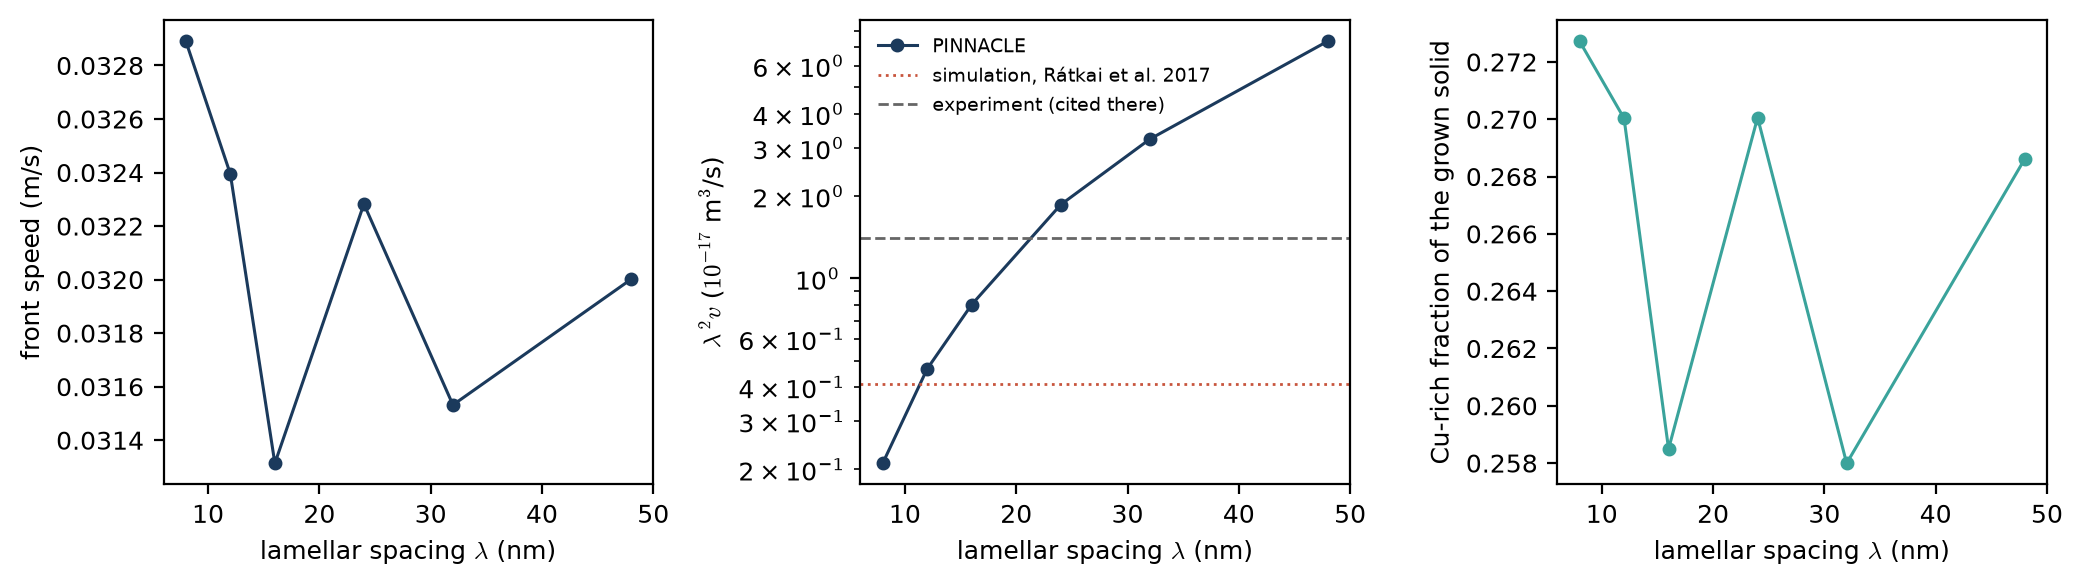 front speed (m/s)
0.0328
0.0326
0.0324
0.0322
0.0320
0.0318
0.0316
0.0314
10 20 30 40 50
lamellar spacing λ (nm)
λ² v (10⁻¹⁷ m³/s)
6 × 10⁰
4 × 10⁰
3 × 10⁰
2 × 10⁰
10⁰
6 × 10⁻¹
4 × 10⁻¹
3 × 10⁻¹
2 × 10⁻¹
PINNACLE
simulation, Rátkai et al. 2017
experiment (cited there)
10 20 30 40 50
lamellar spacing λ (nm)
Cu-rich fraction of the grown solid
0.272
0.270
0.268
0.266
0.264
0.262
0.260
0.258
10 20 30 40 50
lamellar spacing λ (nm)